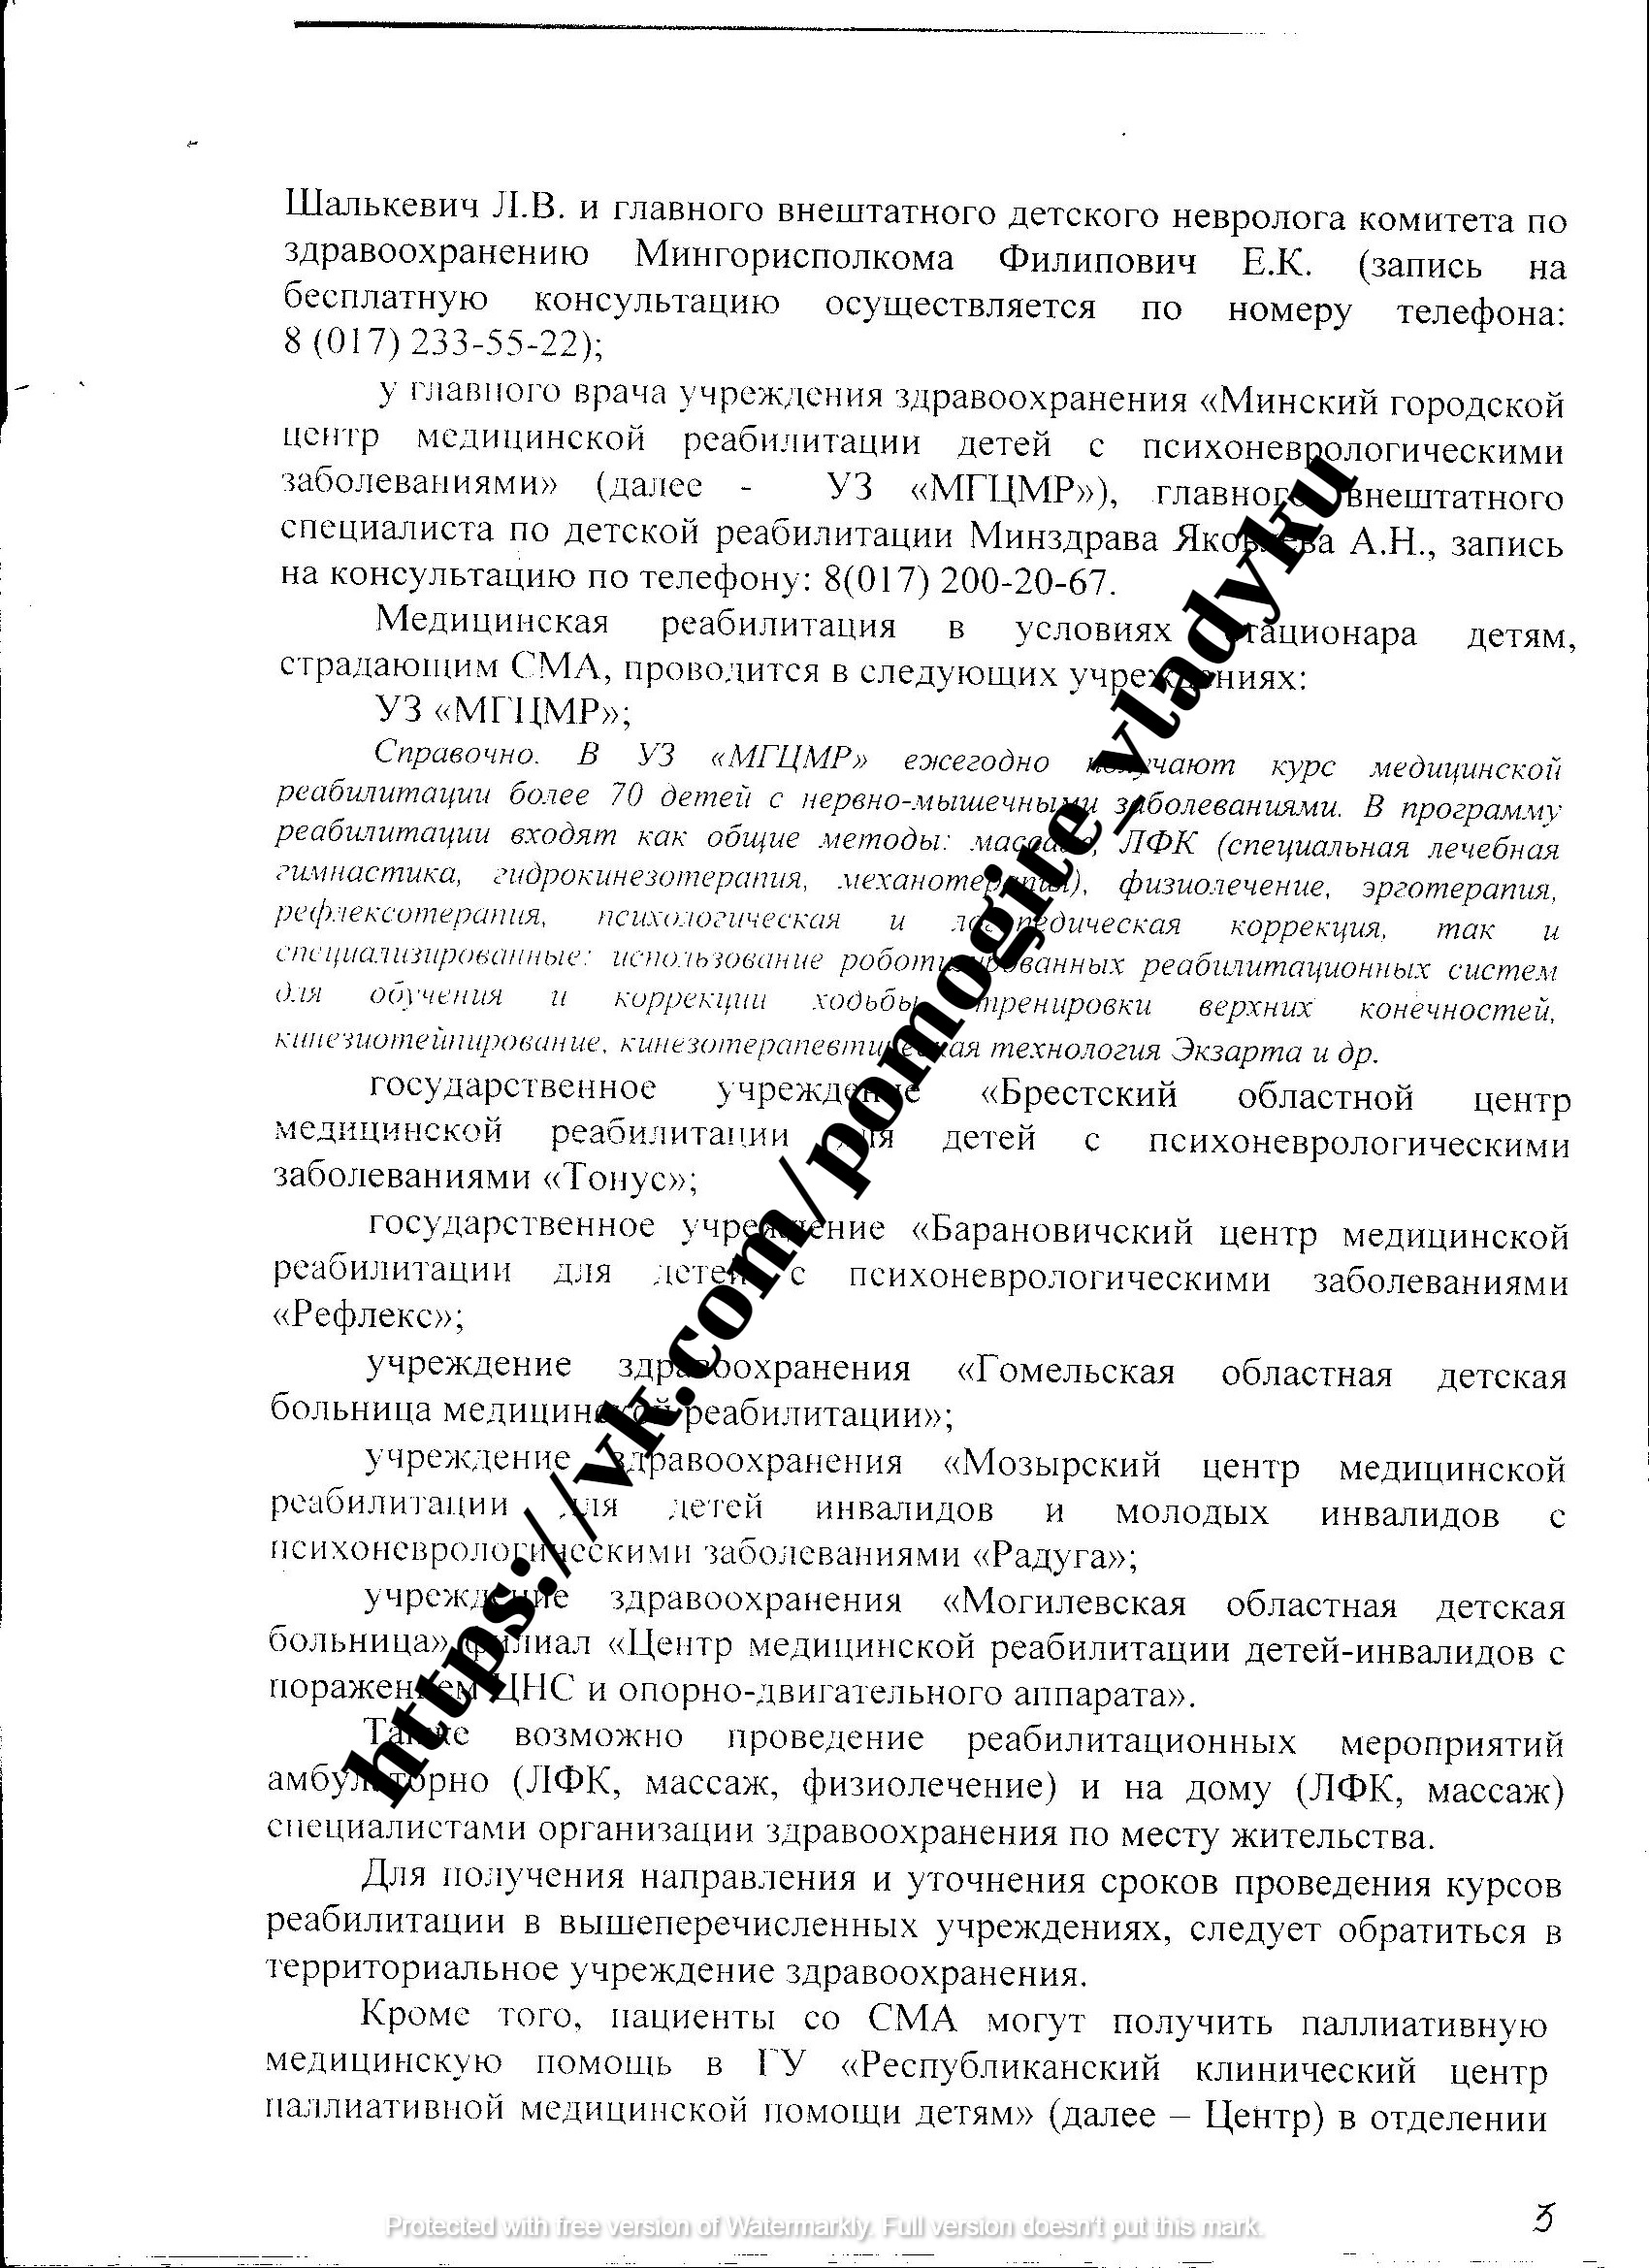 Шалькевич Л.В. и главного внештатного детского невролога комитета по
здравоохранению Мингорисполкома Филипович Е.К. (запись на
бесплатную консультацию осуществляется по номеру телефона:
8 (017) 233-55-22);
у главного врача учреждения здравоохранения «Минский городской
центр медицинской реабилитации детей с психоневрологическими
заболеваниями» (далее - УЗ «МГЦМР»), главного внештатного
специалиста по детской реабилитации Минздрава Яковлева А.Н., запись
на консультацию по телефону: 8(017) 200-20-67.
Медицинская реабилитация в условиях стационара детям,
страдающим СМА, проводится в следующих учреждениях:
УЗ «МГЦМР»;
Справочно. В УЗ «МГЦМР» ежегодно получают курс медицинской
реабилитации более 70 детей с нервно-мышечными заболеваниями. В программу
реабилитации входят как общие методы: массаж, ЛФК (специальная лечебная
гимнастика, гидрокинезотерапия, механотерапия), физиолечение, эрготерапия,
рефлексотерапия, психологическая и логопедическая коррекция, так и
специализированные: использование роботизированных реабилитационных систем
для обучения и коррекции ходьбы, тренировки верхних конечностей,
кинезиотейпирование, кинезотерапевтическая технология Экзарта и др.
государственное учреждение «Брестский областной центр
медицинской реабилитации для детей с психоневрологическими
заболеваниями «Тонус»;
государственное учреждение «Барановичский центр медицинской
реабилитации для детей с психоневрологическими заболеваниями
«Рефлекс»;
учреждение здравоохранения «Гомельская областная детская
больница медицинской реабилитации»;
учреждение здравоохранения «Мозырский центр медицинской
реабилитации для детей инвалидов и молодых инвалидов с
психоневрологическими заболеваниями «Радуга»;
учреждение здравоохранения «Могилевская областная детская
больница» филиал «Центр медицинской реабилитации детей-инвалидов с
поражением ЦНС и опорно-двигательного аппарата».
Также возможно проведение реабилитационных мероприятий
амбулаторно (ЛФК, массаж, физиолечение) и на дому (ЛФК, массаж)
специалистами организации здравоохранения по месту жительства.
Для получения направления и уточнения сроков проведения курсов
реабилитации в вышеперечисленных учреждениях, следует обратиться в
территориальное учреждение здравоохранения.
Кроме того, пациенты со СМА могут получить паллиативную
медицинскую помощь в ГУ «Республиканский клинический центр
паллиативной медицинской помощи детям» (далее – Центр) в отделении
https://vk.com/pomogite_vladyku
Protected with free version of Watermarkly. Full version doesn't put this mark.
3